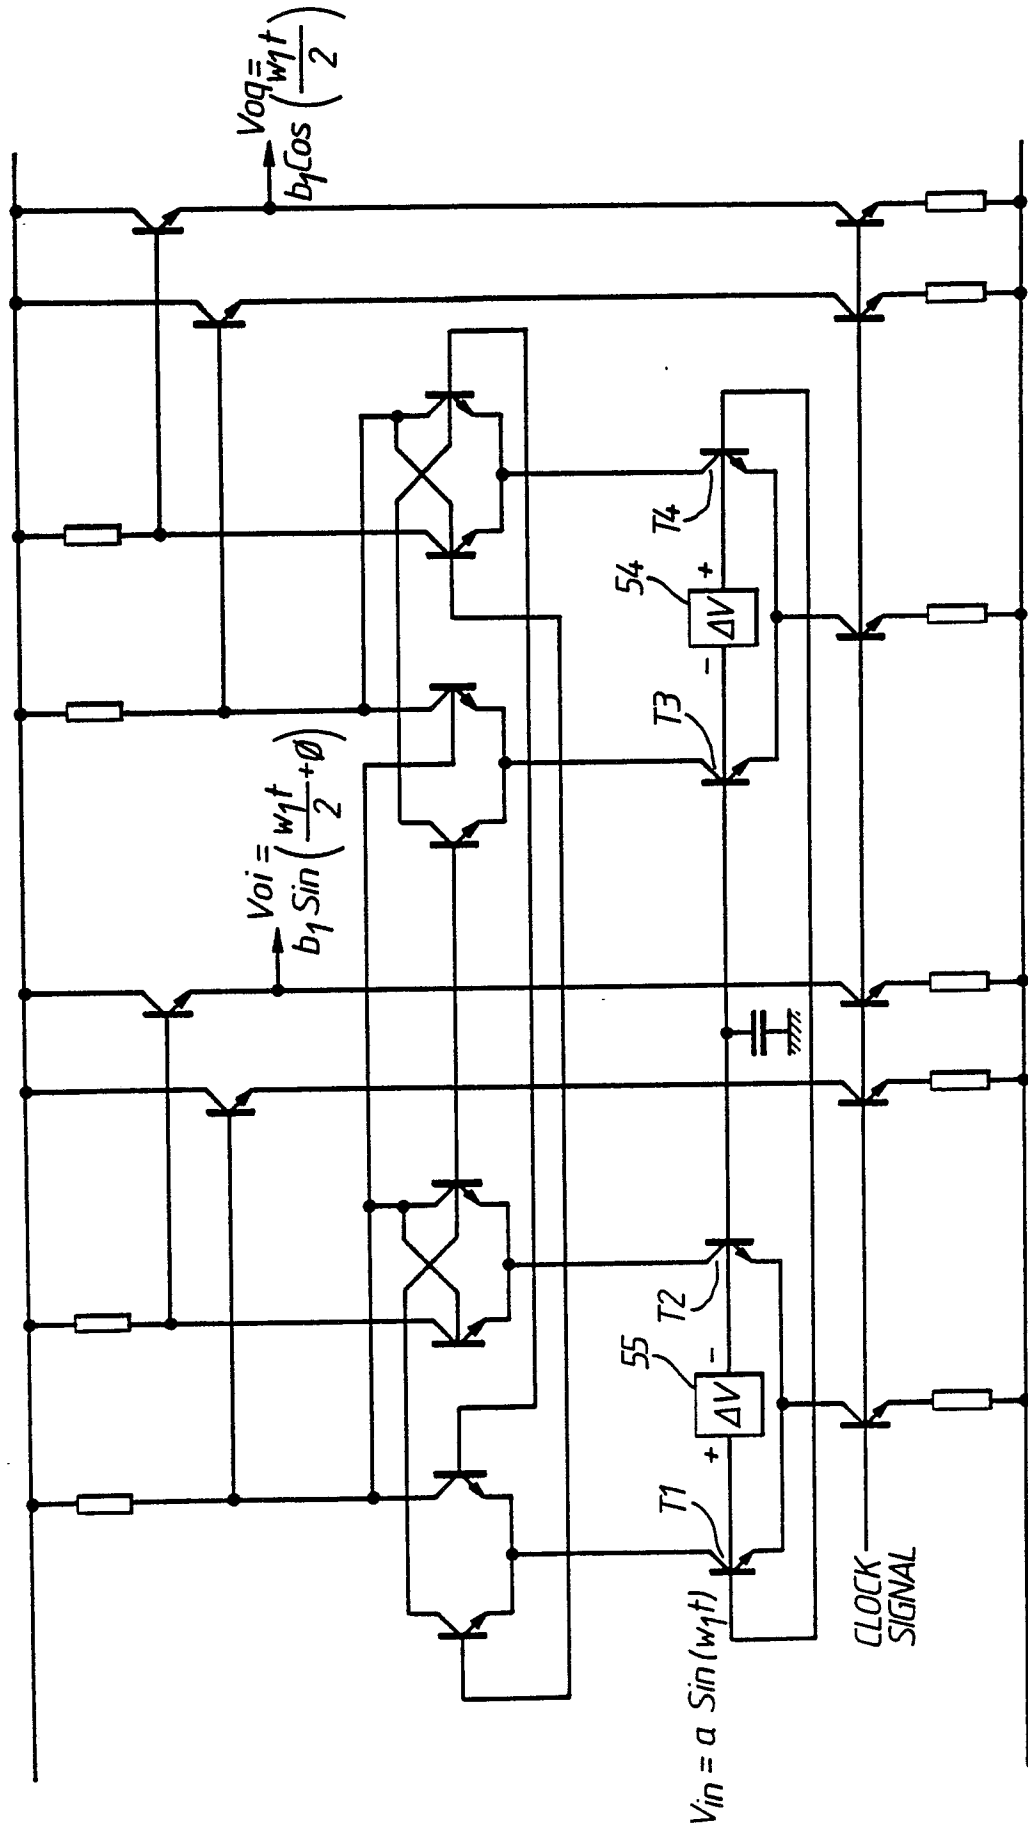 Voi =
b₁ Sin (w₁t/2 + Ø)
Voq =
b₁ Cos (w₁t/2)
T1
+
ΔV
-
55
T2
T3
-
ΔV
+
54
T4
Vin = a Sin (w₁t)
CLOCK
SIGNAL